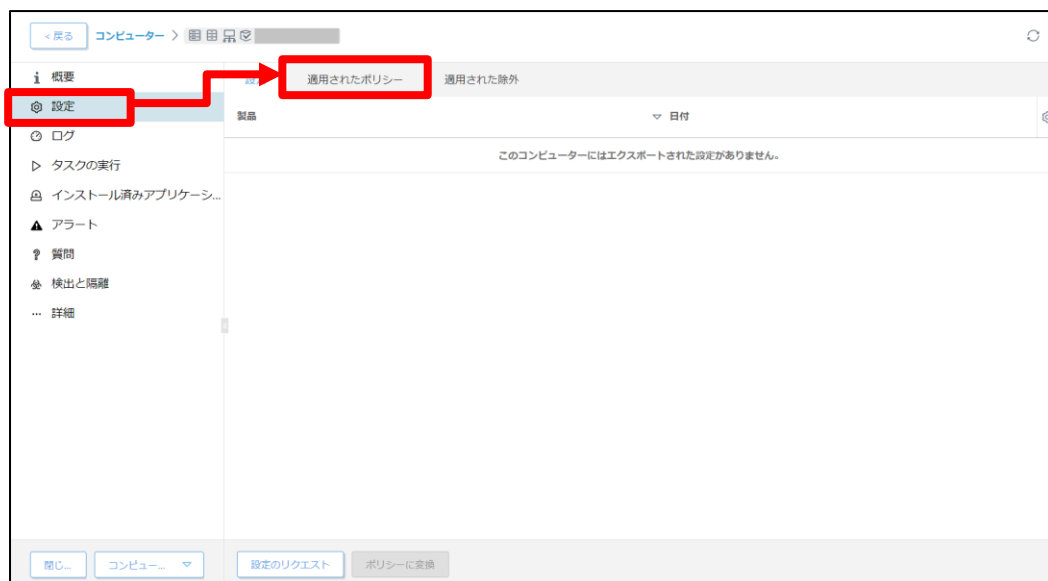 <戻る コンピューター >
概要
設定
ログ
タスクの実行
インストール済みアプリケーシ...
アラート
質問
検出と隔離
詳細
適用されたポリシー 適用された除外
製品 日付
このコンピューターにはエクスポートされた設定がありません。
閉じ... コンピュー... 設定のリクエスト ポリシーに変換